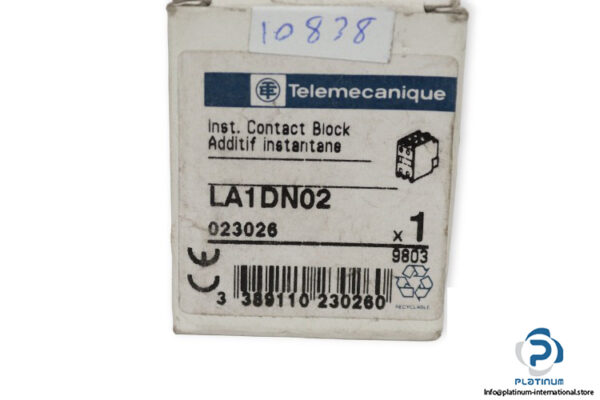 10838
Telemecanique
Inst. Contact Block
Additif instantane
LA1DN02
023026
x 1
9803
CE
3 389110 230260
RECYCLABLE
PLATINUM
Info@platinum-international.store